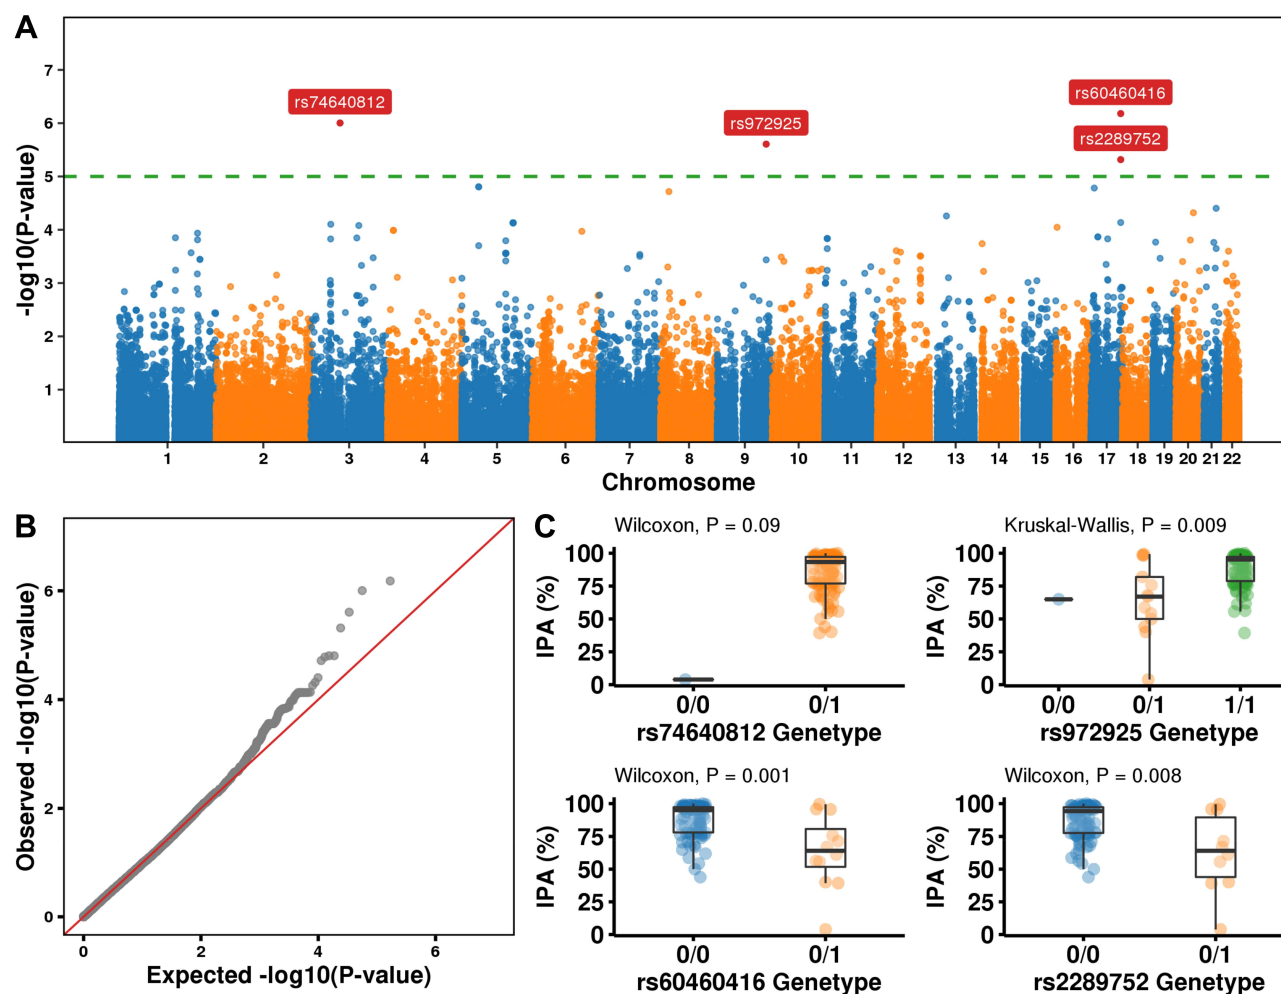 A
7
6
5
4
3
2
1
-log10(P-value)
rs74640812
rs972925
rs60460416
rs2289752
1 2 3 4 5 6 7 8 9 10 11 12 13 14 15 16 17 18 19 20 21 22
Chromosome
B
6
4
2
0
Observed -log10(P-value)
0 2 4 6
Expected -log10(P-value)
C
Wilcoxon, P = 0.09
100
75
50
25
0
IPA (%)
0/0 0/1
rs74640812 Genotype
Kruskal-Wallis, P = 0.009
100
75
50
25
0
IPA (%)
0/0 0/1 1/1
rs972925 Genotype
Wilcoxon, P = 0.001
100
75
50
25
0
IPA (%)
0/0 0/1
rs60460416 Genotype
Wilcoxon, P = 0.008
100
75
50
25
0
IPA (%)
0/0 0/1
rs2289752 Genotype